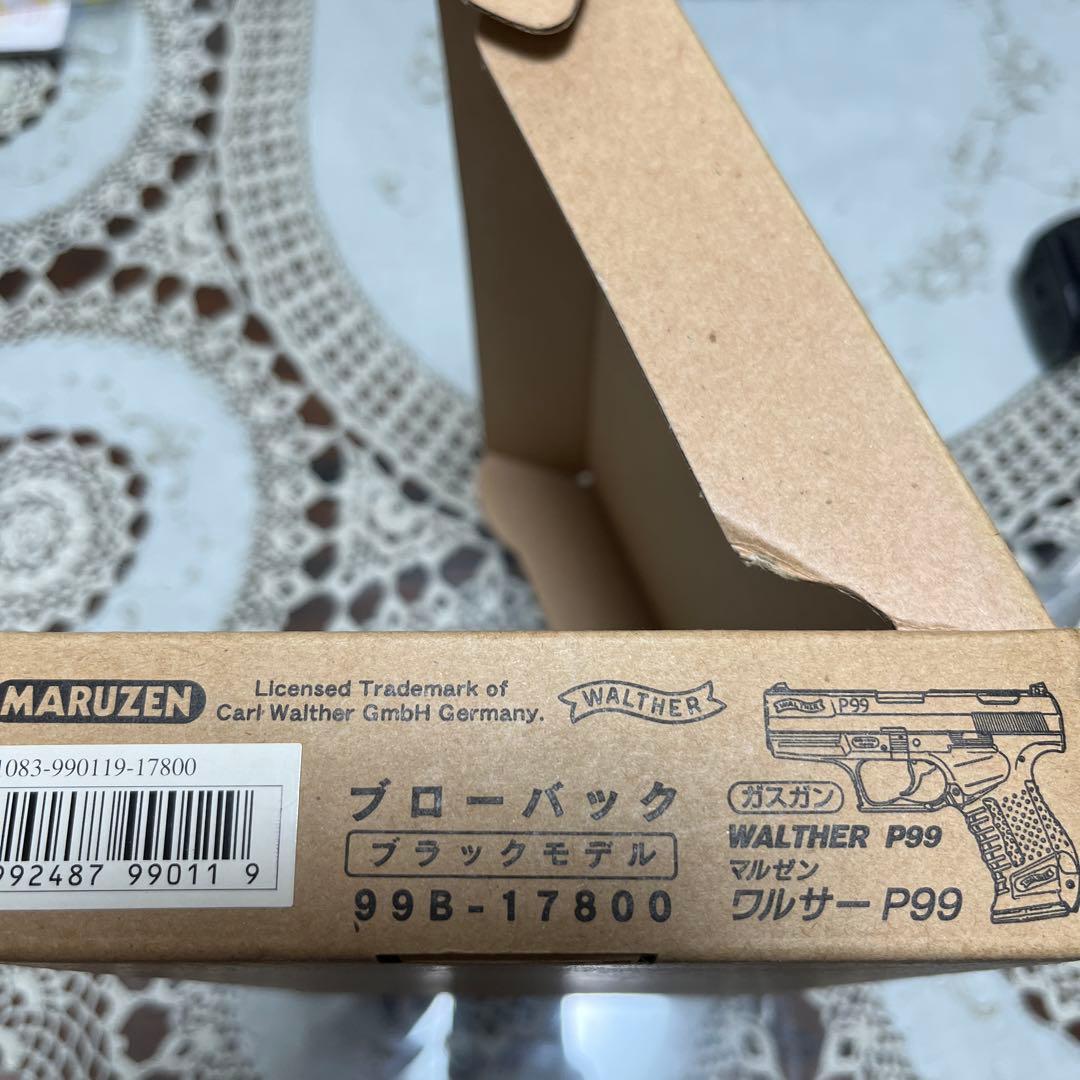 MARUZEN
Licensed Trademark of
Carl Walther GmbH Germany.
WALTHER
1083-990119-17800
992487 99011 9
ブローバック
ブラックモデル
99B-17800
WALTHER P99
ガスガン
WALTHER P99
マルゼン
ワルサーP99
WALTHER